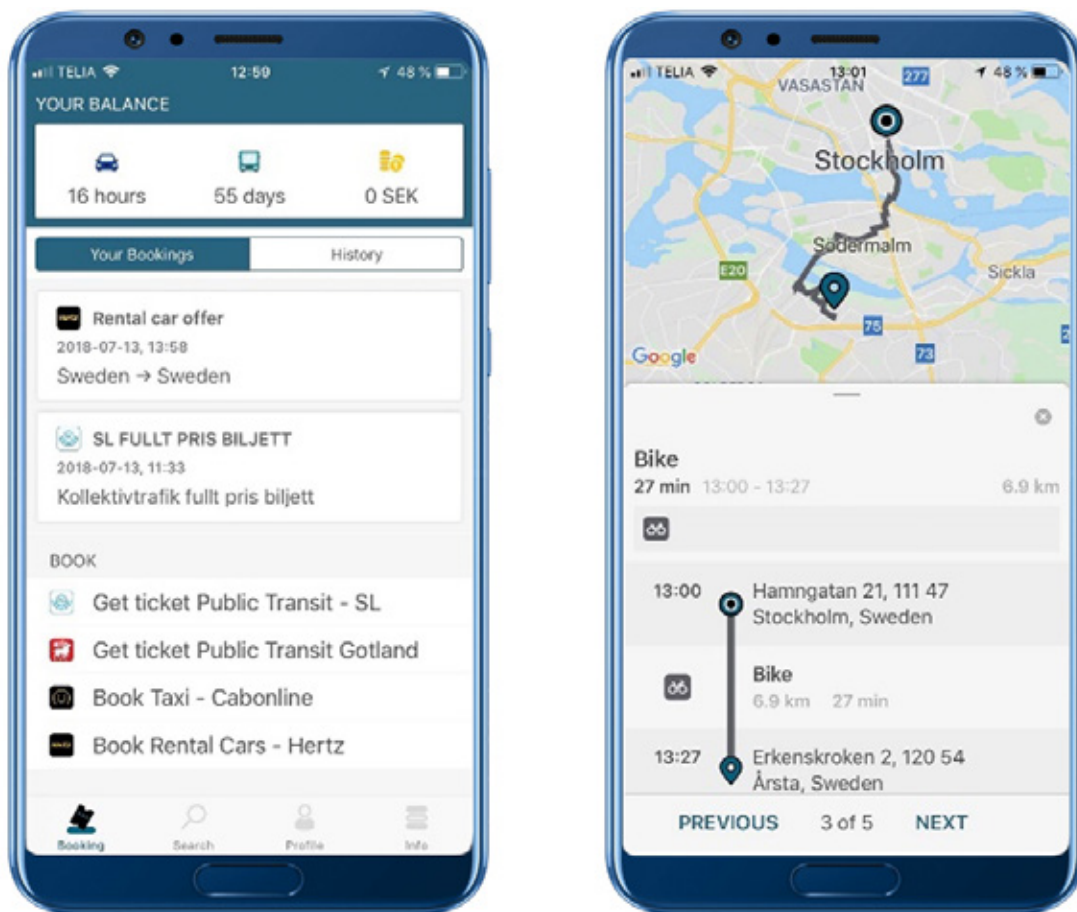 TELIA 12:59 48 %
YOUR BALANCE
16 hours 55 days 0 SEK
Your Bookings History
Rental car offer
2018-07-13, 13:58
Sweden → Sweden
SL FULLT PRIS BILJETT
2018-07-13, 11:33
Kollektivtrafik fullt pris biljett
BOOK
Get ticket Public Transit - SL
Get ticket Public Transit Gotland
Book Taxi - Cabonline
Book Rental Cars - Hertz
Booking Search Profile Info
TELIA 13:01 48 %
VASASTAN 277
Stockholm
Södermalm
E20 Sickla
75
Google 73
Bike
27 min 13:00 - 13:27 6.9 km
13:00 Hamngatan 21, 111 47
Stockholm, Sweden
Bike
6.9 km 27 min
13:27 Erkenskroken 2, 120 54
Årsta, Sweden
PREVIOUS 3 of 5 NEXT